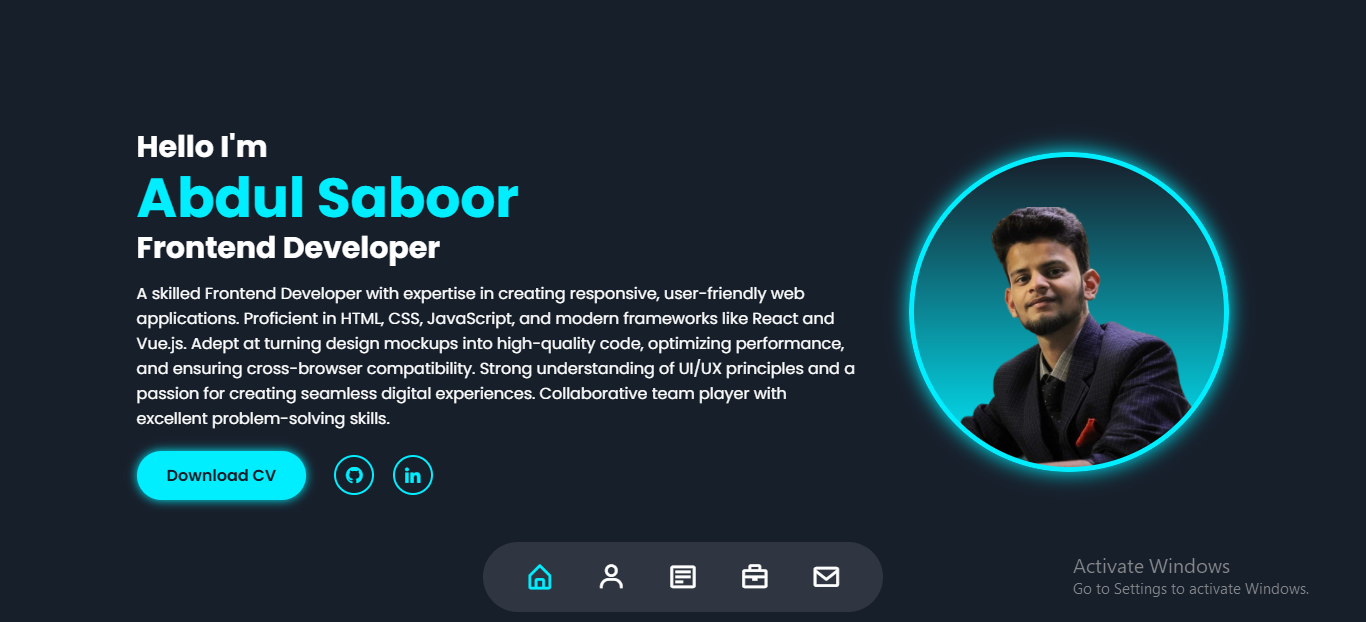 Hello I'm
Abdul Saboor
Frontend Developer
A skilled Frontend Developer with expertise in creating responsive, user-friendly web
applications. Proficient in HTML, CSS, JavaScript, and modern frameworks like React and
Vue.js. Adept at turning design mockups into high-quality code, optimizing performance,
and ensuring cross-browser compatibility. Strong understanding of UI/UX principles and a
passion for creating seamless digital experiences. Collaborative team player with
excellent problem-solving skills.
Download CV
in
Activate Windows
Go to Settings to activate Windows.